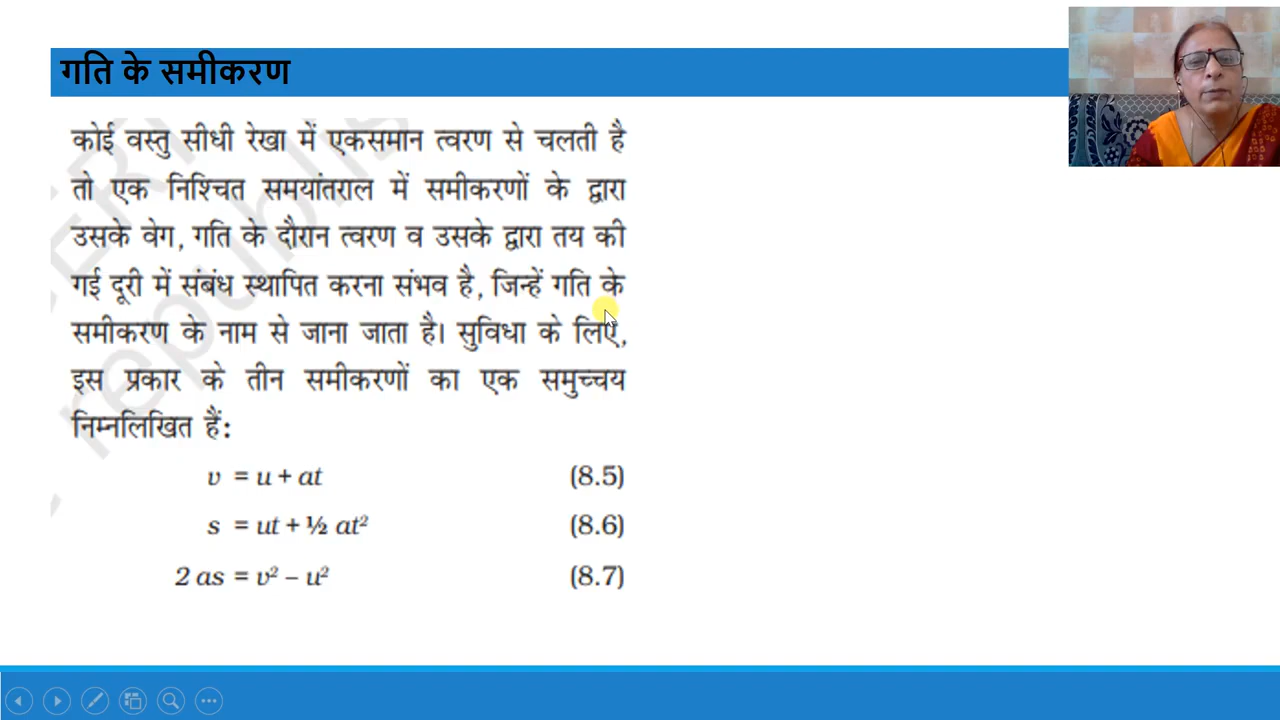 गति के समीकरण
कोई वस्तु सीधी रेखा में एकसमान त्वरण से चलती है
तो एक निश्चित समयांतराल में समीकरणों के द्वारा
उसके वेग, गति के दौरान त्वरण व उसके द्वारा तय की
गई दूरी में संबंध स्थापित करना संभव है, जिन्हें गति के
समीकरण के नाम से जाना जाता है। सुविधा के लिए,
इस प्रकार के तीन समीकरणों का एक समुच्चय
निम्नलिखित हैं:
v = u + at (8.5)
s = ut + ½ at² (8.6)
2 as = v² – u² (8.7)